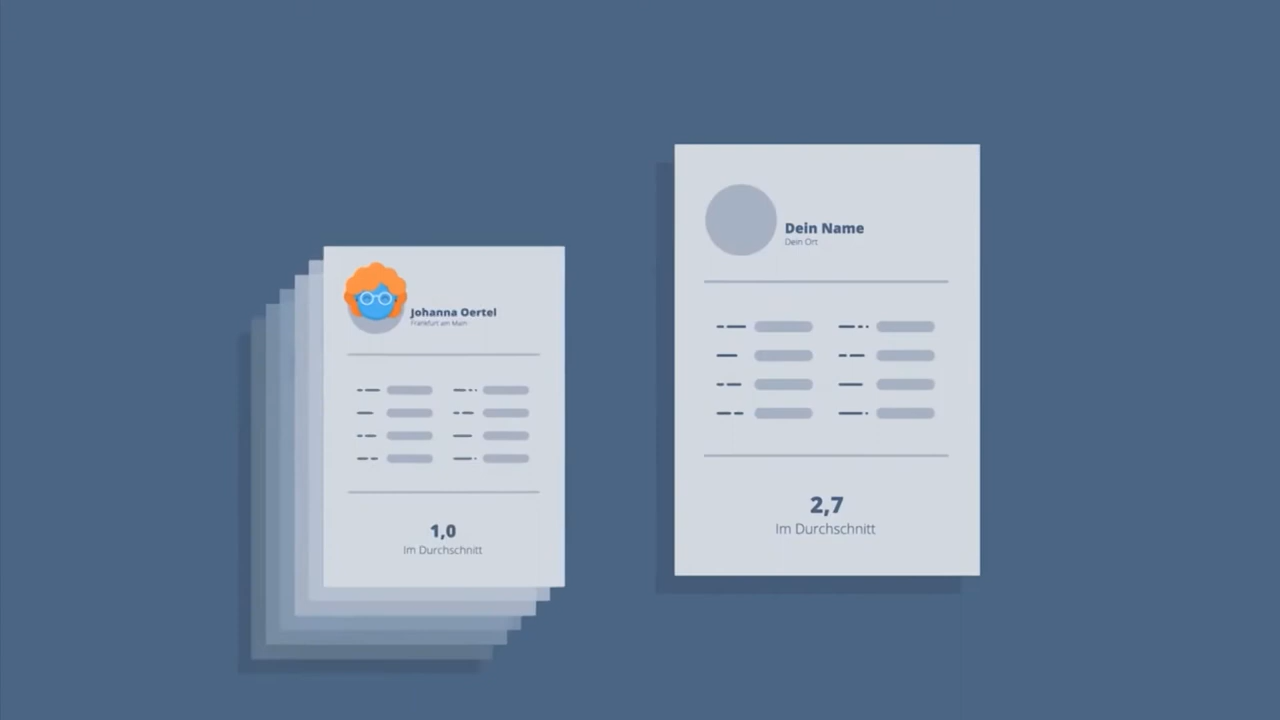 Johanna Oertel
Frankfurt am Main
1,0
Im Durchschnitt
Dein Name
Dein Ort
2,7
Im Durchschnitt